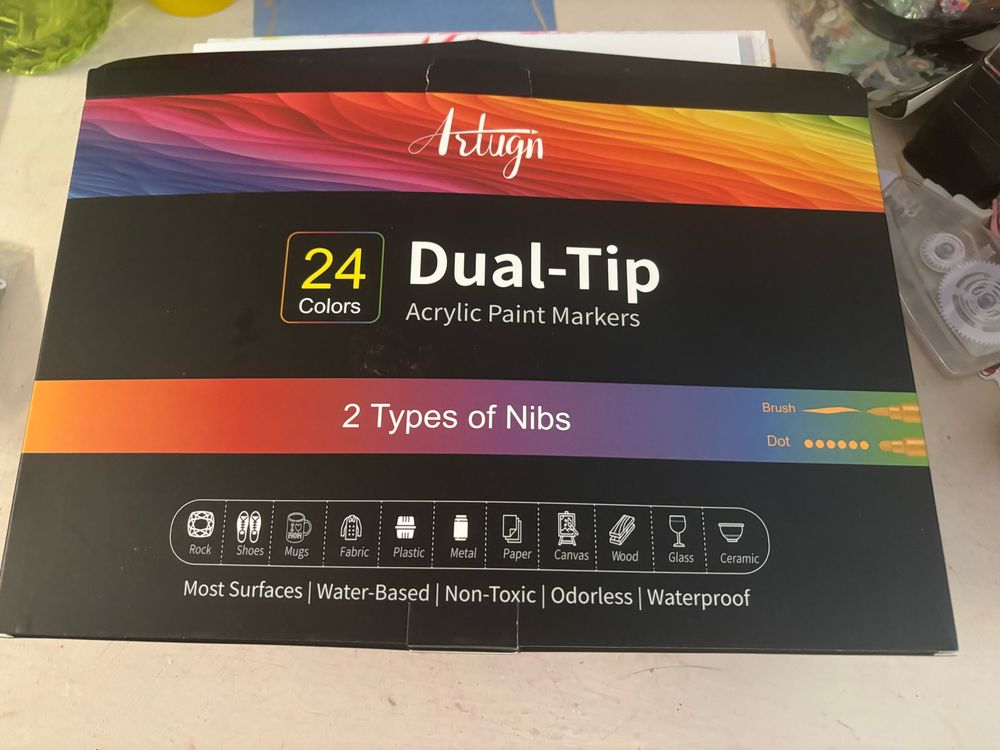 Artugn
24
Colors
Dual-Tip
Acrylic Paint Markers
2 Types of Nibs
Brush
Dot
Rock Shoes Mugs Fabric Plastic Metal Paper Canvas Wood Glass Ceramic
Most Surfaces | Water-Based | Non-Toxic | Odorless | Waterproof